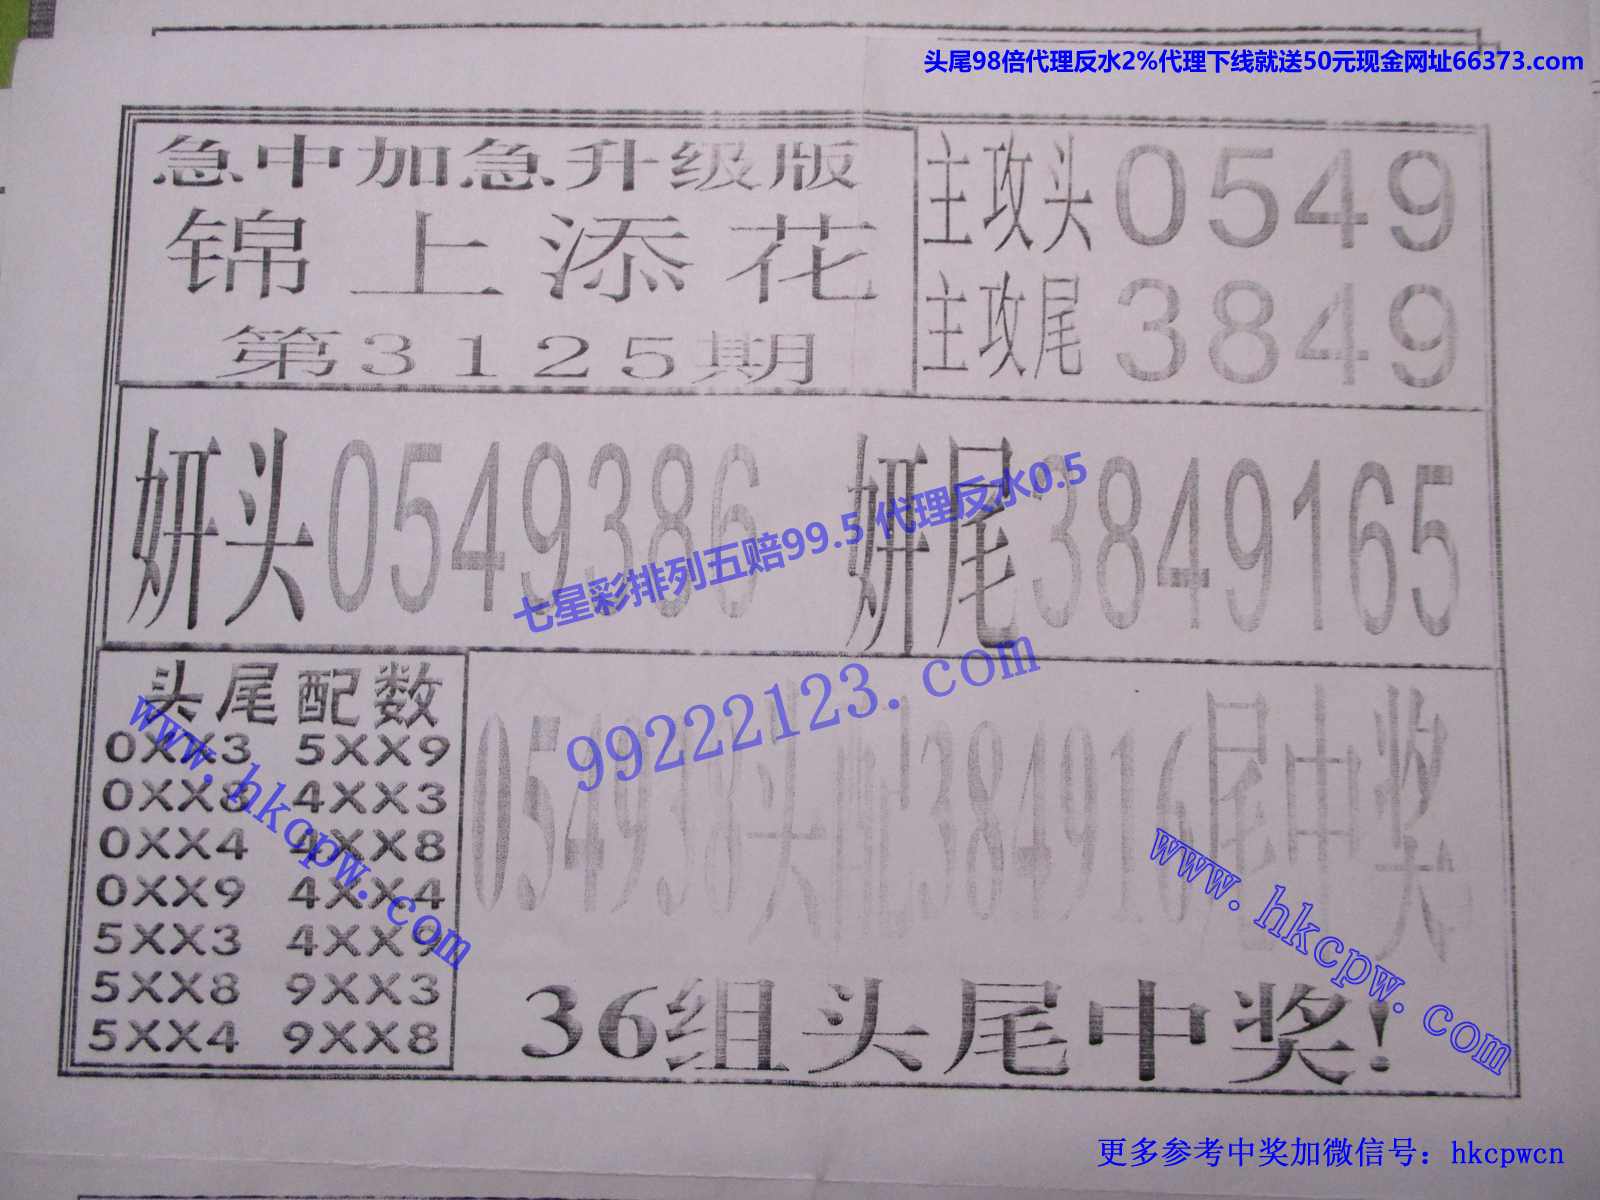 头尾98倍代理反水2%代理下线就送50元现金网址66373.com
急中加急升级版
锦上添花
第3125期
主攻头0549
主攻尾3849
妍头0549386
妍尾3849165
七星彩排列五赔99.5 代理反水0.5
99222123.com
头尾配数
0XX3 5XX9
0XX8 4XX3
0XX4 4XX8
0XX9 4XX4
5XX3 4XX9
5XX8 9XX3
5XX4 9XX8
054938头配384916尾中奖
36组头尾中奖!
www.hkcpw.com
www.hkcpw.com
更多参考中奖加微信号：hkcpwcn